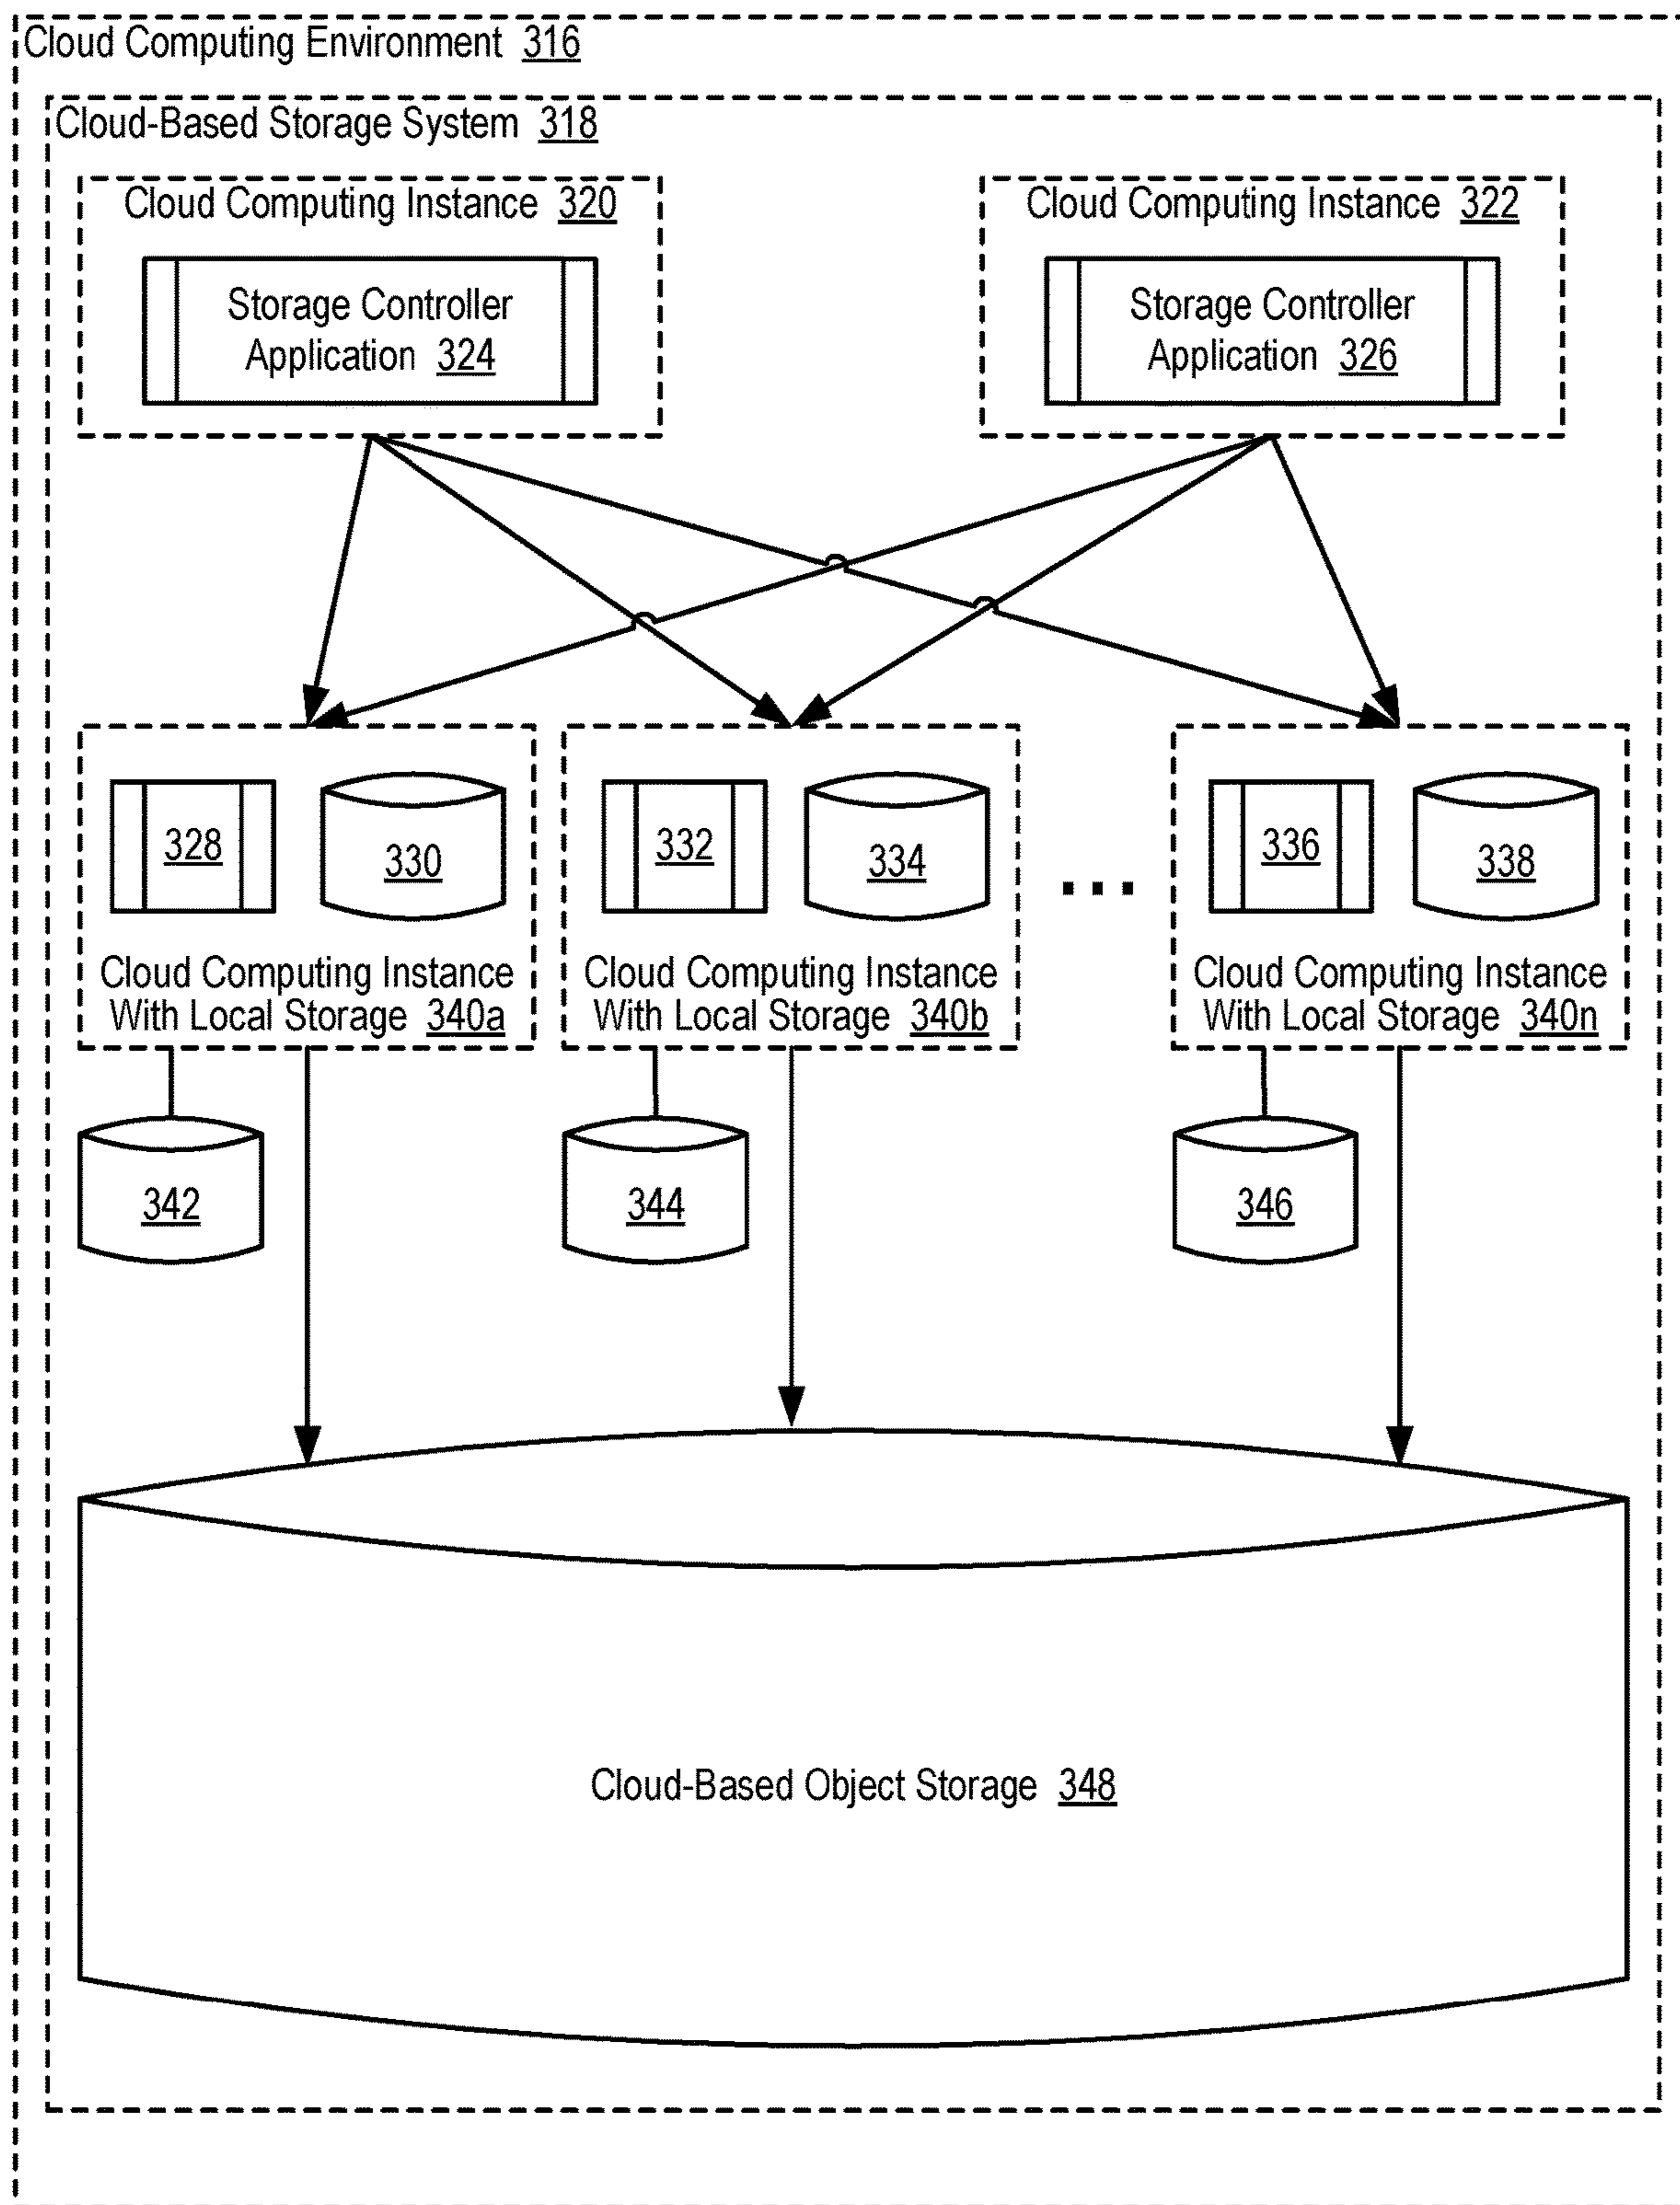 Cloud Computing Environment 316
Cloud-Based Storage System 318
Cloud Computing Instance 320
Storage Controller
Application 324
Cloud Computing Instance 322
Storage Controller
Application 326
328
330
Cloud Computing Instance
With Local Storage 340a
332
334
Cloud Computing Instance
With Local Storage 340b
...
336
338
Cloud Computing Instance
With Local Storage 340n
342
344
346
Cloud-Based Object Storage 348